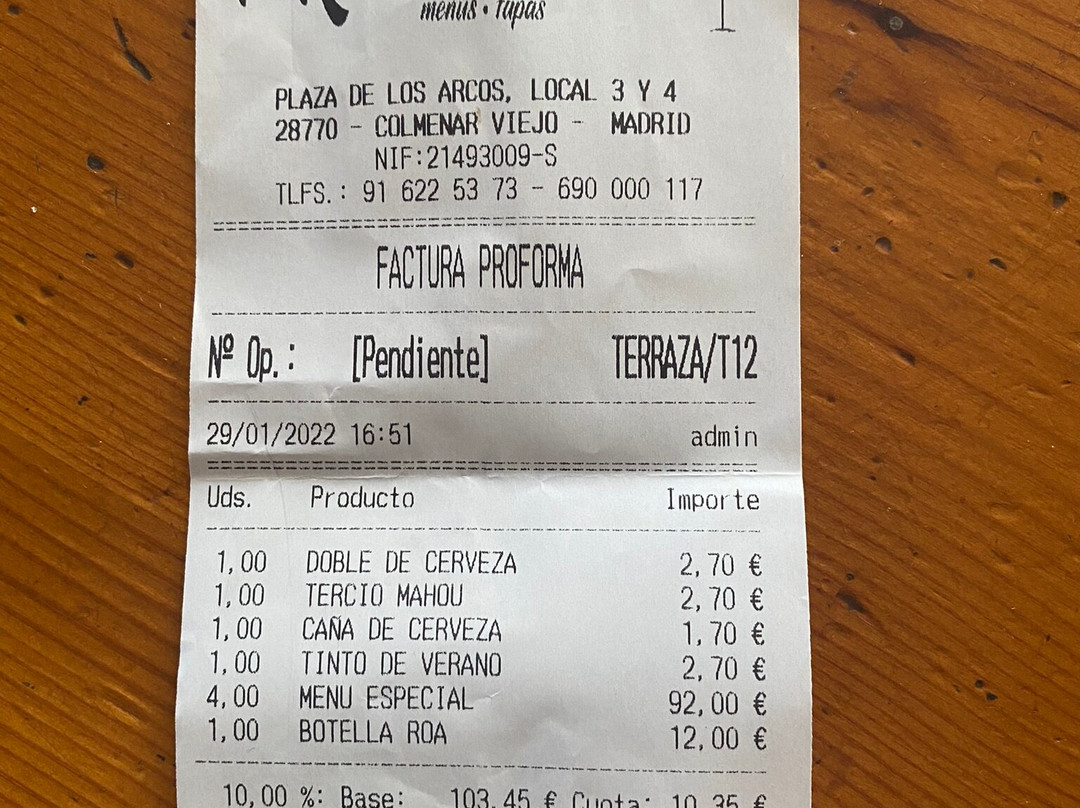 menus • tapas
PLAZA DE LOS ARCOS, LOCAL 3 Y 4
28770 - COLMENAR VIEJO - MADRID
NIF:21493009-S
TLFS.: 91 622 53 73 - 690 000 117
FACTURA PROFORMA
Nº Op.: [Pendiente] TERRAZA/T12
29/01/2022 16:51 admin
Uds. Producto Importe
1,00 DOBLE DE CERVEZA 2,70 €
1,00 TERCIO MAHOU 2,70 €
1,00 CAÑA DE CERVEZA 1,70 €
1,00 TINTO DE VERANO 2,70 €
4,00 MENU ESPECIAL 92,00 €
1,00 BOTELLA ROA 12,00 €
10,00 %: Base: 103,45 € Cuota: 10,35 €